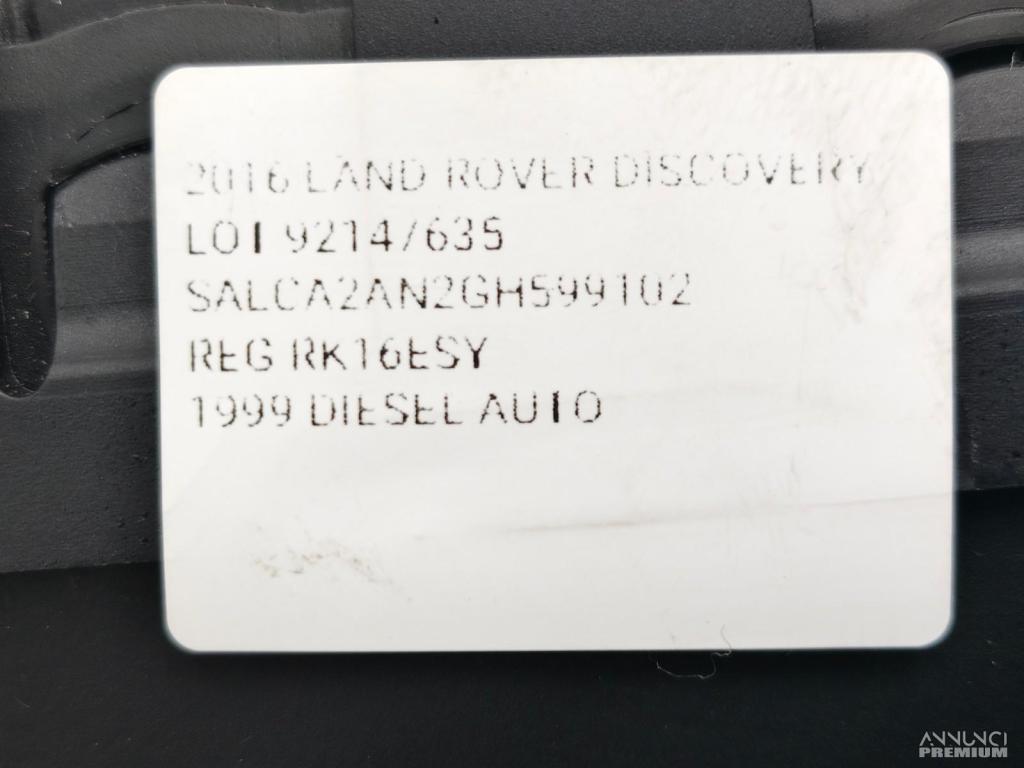 2016 LAND ROVER DISCOVERY
LOT 9214/635
SALCA2AN2GH599102
REG RK16ESY
1999 DIESEL AUTO
ANNUNCI
PREMIUM